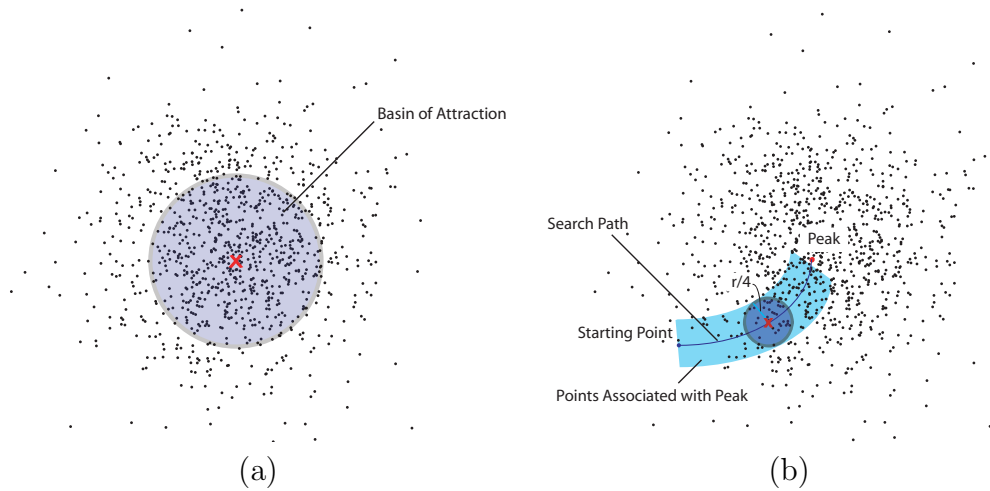 Basin of Attraction
Search Path
Peak
r/4
Starting Point
Points Associated with Peak
(a)
(b)